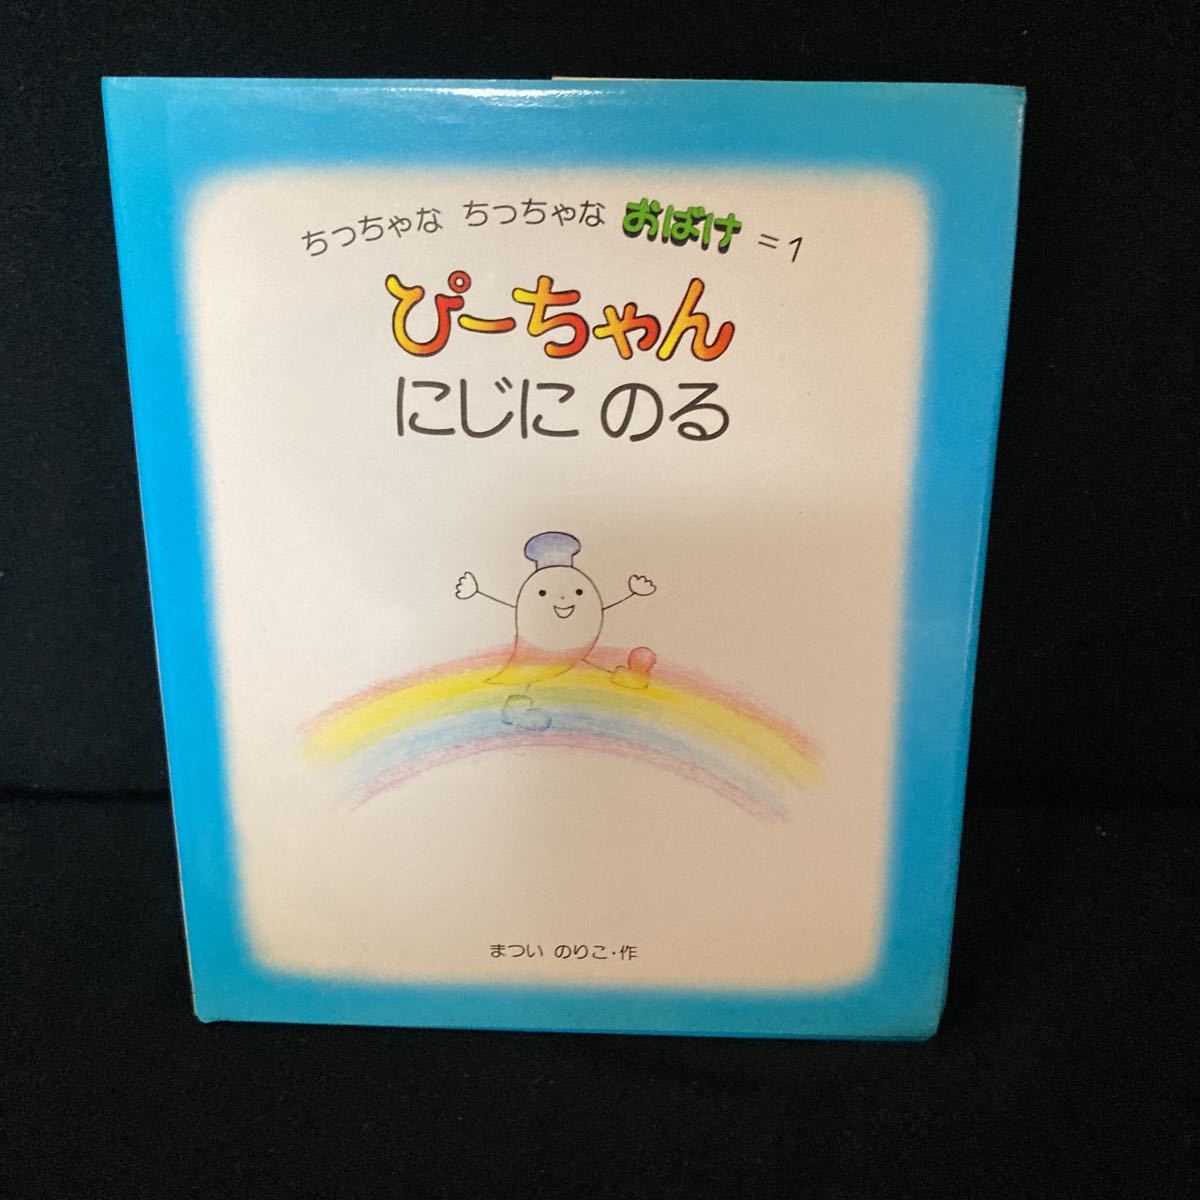 ちっちゃな ちっちゃな おばけ =1
ぴーちゃん
にじに のる
まつい のりこ・作